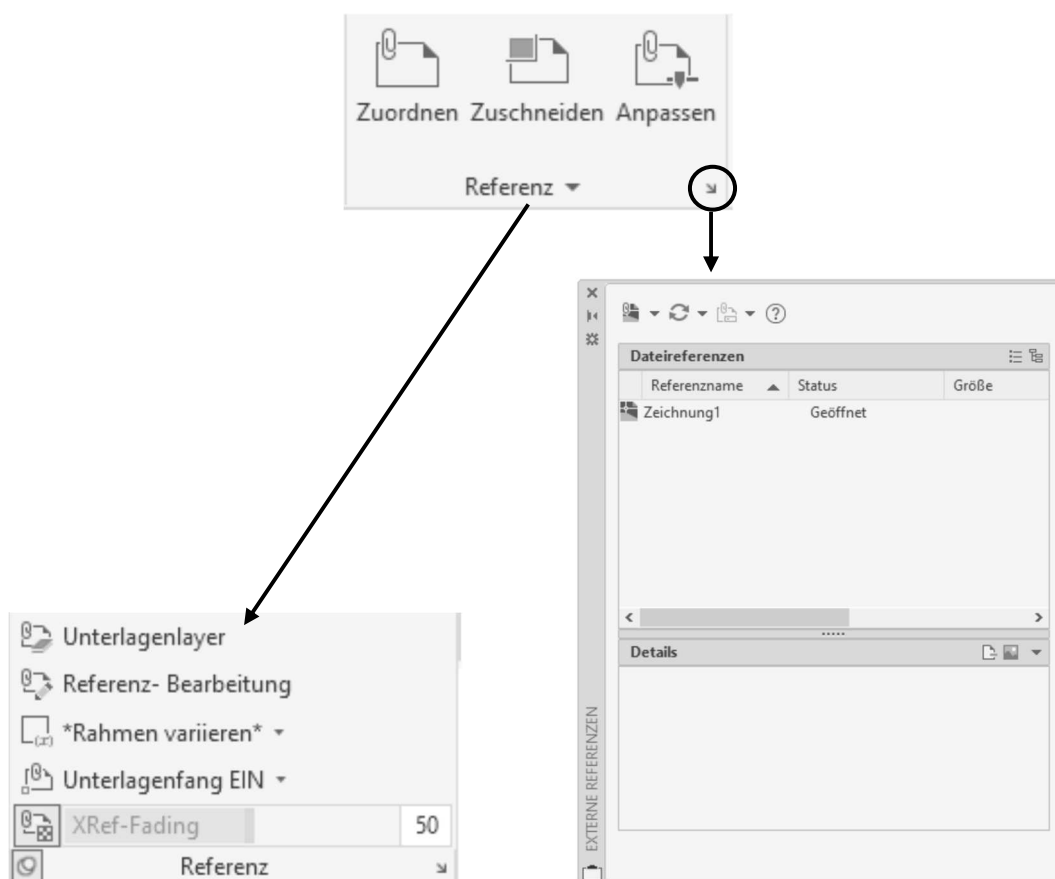 Zuordnen Zuschneiden Anpassen
Referenz
Dateireferenzen
Referenzname Status Größe
Zeichnung1 Geöffnet
Details
EXTERNE REFERENZEN
Unterlagenlayer
Referenz- Bearbeitung
*Rahmen variieren*
Unterlagenfang EIN
XRef-Fading 50
Referenz